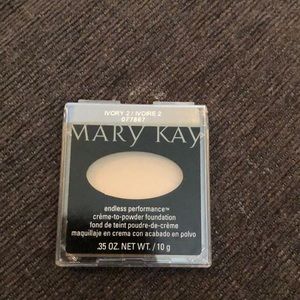 IVORY 2 / IVOIRE 2
077867
MARY KAY
endless performance™
crème-to-powder foundation
fond de teint poudre-de-crème
maquillaje en crema con acabado en polvo
.35 OZ. NET WT. / 10 g